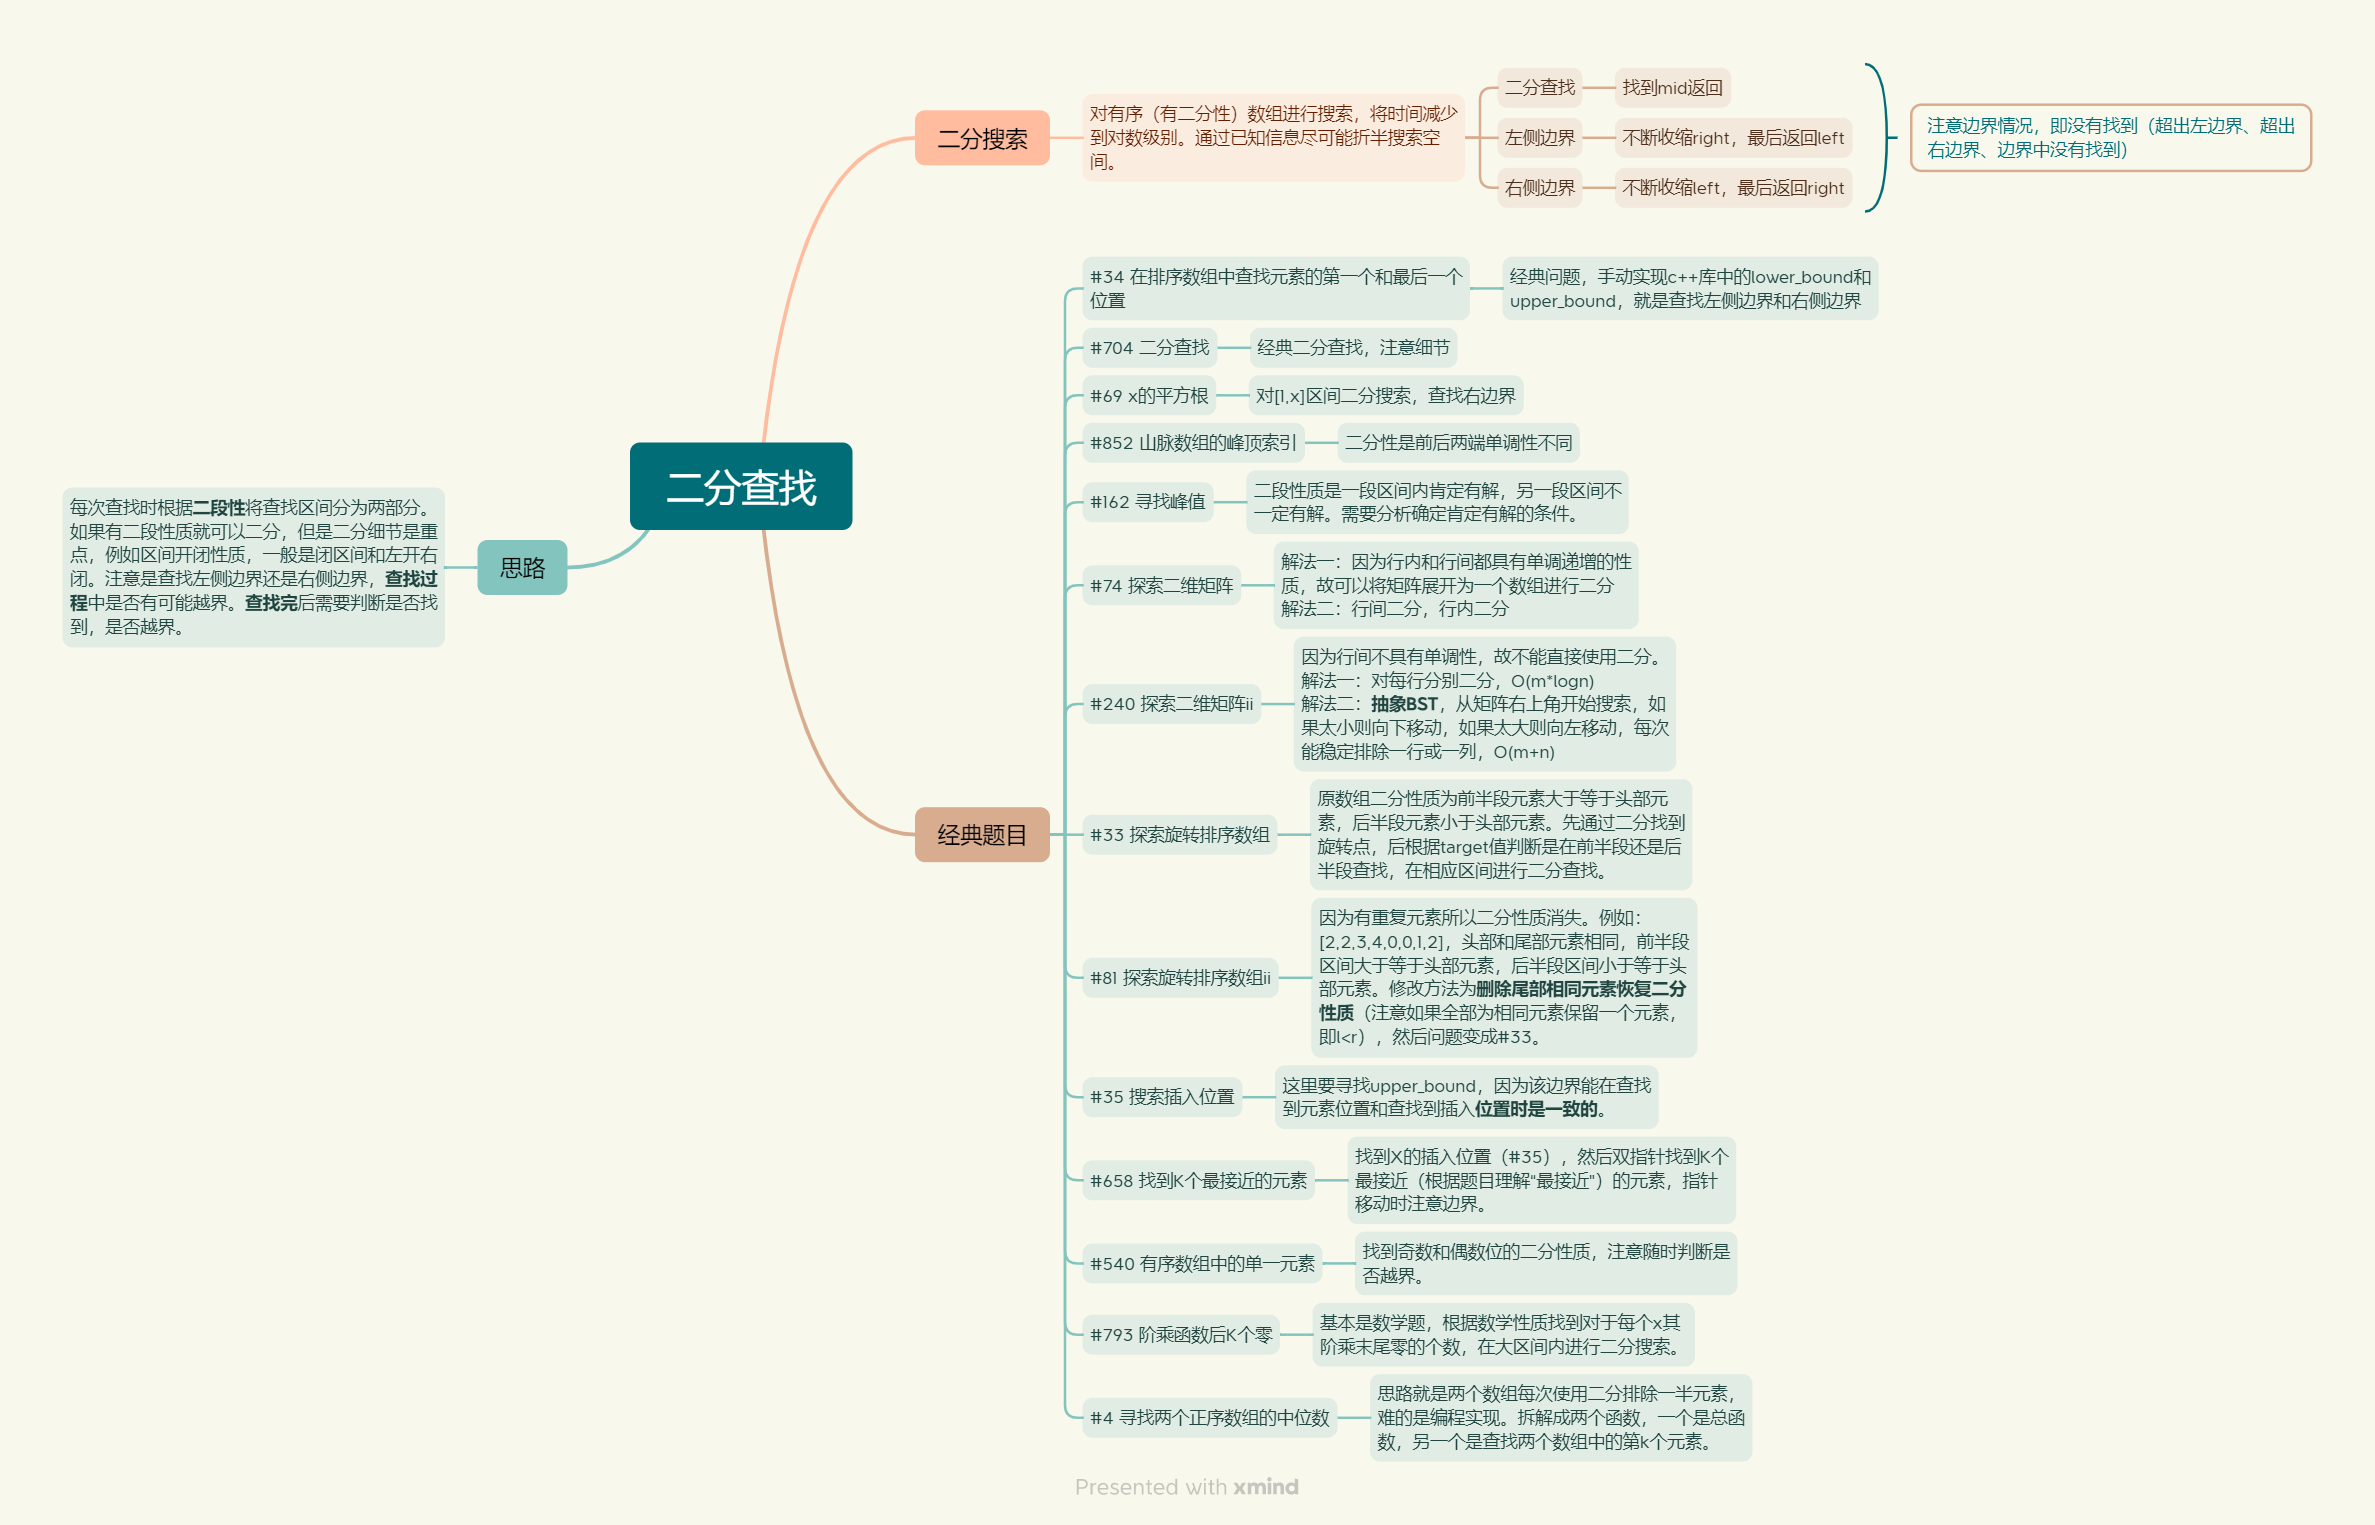 二分查找
二分搜索
对有序（有二分性）数组进行搜索，将时间减少
到对数级别。通过已知信息尽可能折半搜索空
间。
二分查找
找到mid返回
左侧边界
不断收缩right，最后返回left
右侧边界
不断收缩left，最后返回right
注意边界情况，即没有找到（超出左边界、超出
右边界、边界中没有找到）
经典题目
#34 在排序数组中查找元素的第一个和最后一个
位置
经典问题，手动实现c++库中的lower_bound和
upper_bound，就是查找左侧边界和右侧边界
#704 二分查找
经典二分查找，注意细节
#69 x的平方根
对[1,x]区间二分搜索，查找右边界
#852 山脉数组的峰顶索引
二分性是前后两端单调性不同
#162 寻找峰值
二段性质是一段区间内肯定有解，另一段区间不
一定有解。需要分析确定肯定有解的条件。
#74 探索二维矩阵
解法一：因为行内和行间都具有单调递增的性
质，故可以将矩阵展开为一个数组进行二分
解法二：行间二分，行内二分
#240 探索二维矩阵ii
因为行间不具有单调性，故不能直接使用二分。
解法一：对每行分别二分，O(m*logn)
解法二：抽象BST，从矩阵右上角开始搜索，如
果太小则向下移动，如果太大则向左移动，每次
能稳定排除一行或一列，O(m+n)
#33 探索旋转排序数组
原数组二分性质为前半段元素大于等于头部元
素，后半段元素小于头部元素。先通过二分找到
旋转点，后根据target值判断是在前半段还是后
半段查找，在相应区间进行二分查找。
#81 探索旋转排序数组ii
因为有重复元素所以二分性质消失。例如：
[2,2,3,4,0,0,1,2]，头部和尾部元素相同，前半段
区间大于等于头部元素，后半段区间小于等于头
部元素。修改方法为删除尾部相同元素恢复二分
性质（注意如果全部为相同元素保留一个元素，
即l<r），然后问题变成#33。
#35 搜索插入位置
这里要寻找upper_bound，因为该边界能在查找
到元素位置和查找到插入位置时是一致的。
#658 找到K个最接近的元素
找到X的插入位置（#35），然后双指针找到K个
最接近（根据题目理解"最接近"）的元素，指针
移动时注意边界。
#540 有序数组中的单一元素
找到奇数和偶数位的二分性质，注意随时判断是
否越界。
#793 阶乘函数后K个零
基本是数学题，根据数学性质找到对于每个x其
阶乘末尾零的个数，在大区间内进行二分搜索。
#4 寻找两个正序数组的中位数
思路就是两个数组每次使用二分排除一半元素，
难的是编程实现。拆解成两个函数，一个是总函
数，另一个是查找两个数组中的第k个元素。
思路
每次查找时根据二段性将查找区间分为两部分。
如果有二段性质就可以二分，但是二分细节是重
点，例如区间开闭性质，一般是闭区间和左开右
闭。注意是查找左侧边界还是右侧边界，查找过
程中是否有可能越界。查找完后需要判断是否找
到，是否越界。
Presented with xmind